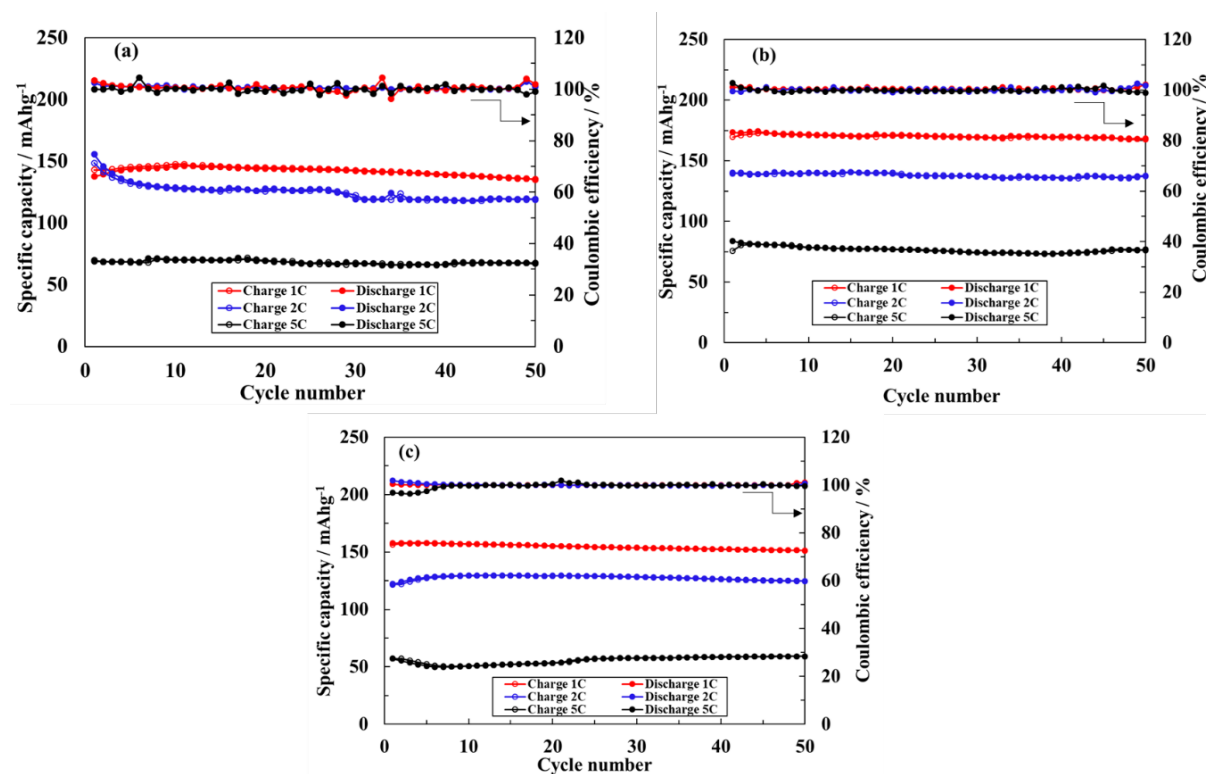 (a)
Specific capacity / mAhg⁻¹
250
200
150
100
50
0
Coulombic efficiency / %
120
100
80
60
40
20
0
Charge 1C Discharge 1C
Charge 2C Discharge 2C
Charge 5C Discharge 5C
0 10 20 30 40 50
Cycle number
(b)
Specific capacity / mAhg⁻¹
250
200
150
100
50
0
Coulombic efficiency / %
120
100
80
60
40
20
0
Charge 1C Discharge 1C
Charge 2C Discharge 2C
Charge 5C Discharge 5C
0 10 20 30 40 50
Cycle number
(c)
Specific capacity / mAhg⁻¹
250
200
150
100
50
0
Coulombic efficiency / %
120
100
80
60
40
20
0
Charge 1C Discharge 1C
Charge 2C Discharge 2C
Charge 5C Discharge 5C
0 10 20 30 40 50
Cycle number